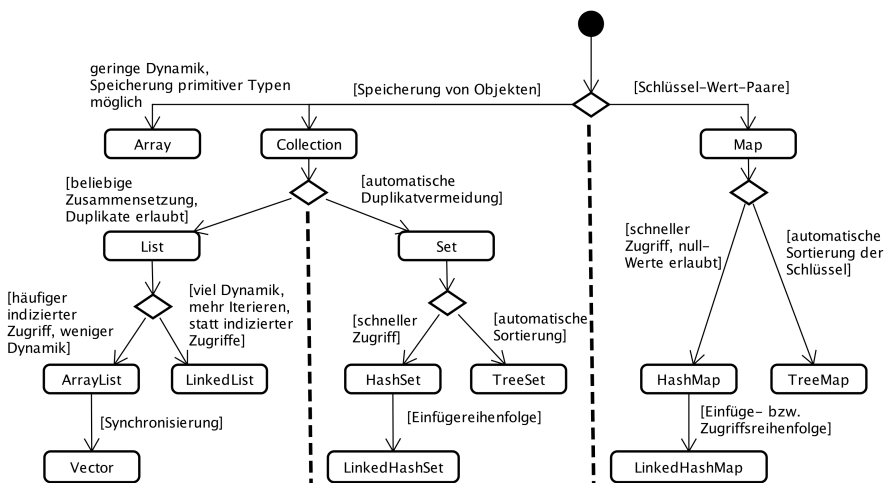 geringe Dynamik,
Speicherung primitiver Typen
möglich
[Speicherung von Objekten]
[Schlüssel-Wert-Paare]
Array
Collection
Map
[beliebige
Zusammensetzung,
Duplikate erlaubt]
[automatische
Duplikatvermeidung]
[schneller
Zugriff, null-
Werte erlaubt]
[automatische
Sortierung der
Schlüssel]
List
Set
[häufiger
indizierter
Zugriff, weniger
Dynamik]
[viel Dynamik,
mehr Iterieren,
statt indizierter
Zugriffe]
[schneller
Zugriff]
[automatische
Sortierung]
ArrayList
LinkedList
HashSet
TreeSet
HashMap
TreeMap
[Synchronisierung]
[Einfügereihenfolge]
[Einfüge- bzw.
Zugriffsreihenfolge]
Vector
LinkedHashSet
LinkedHashMap